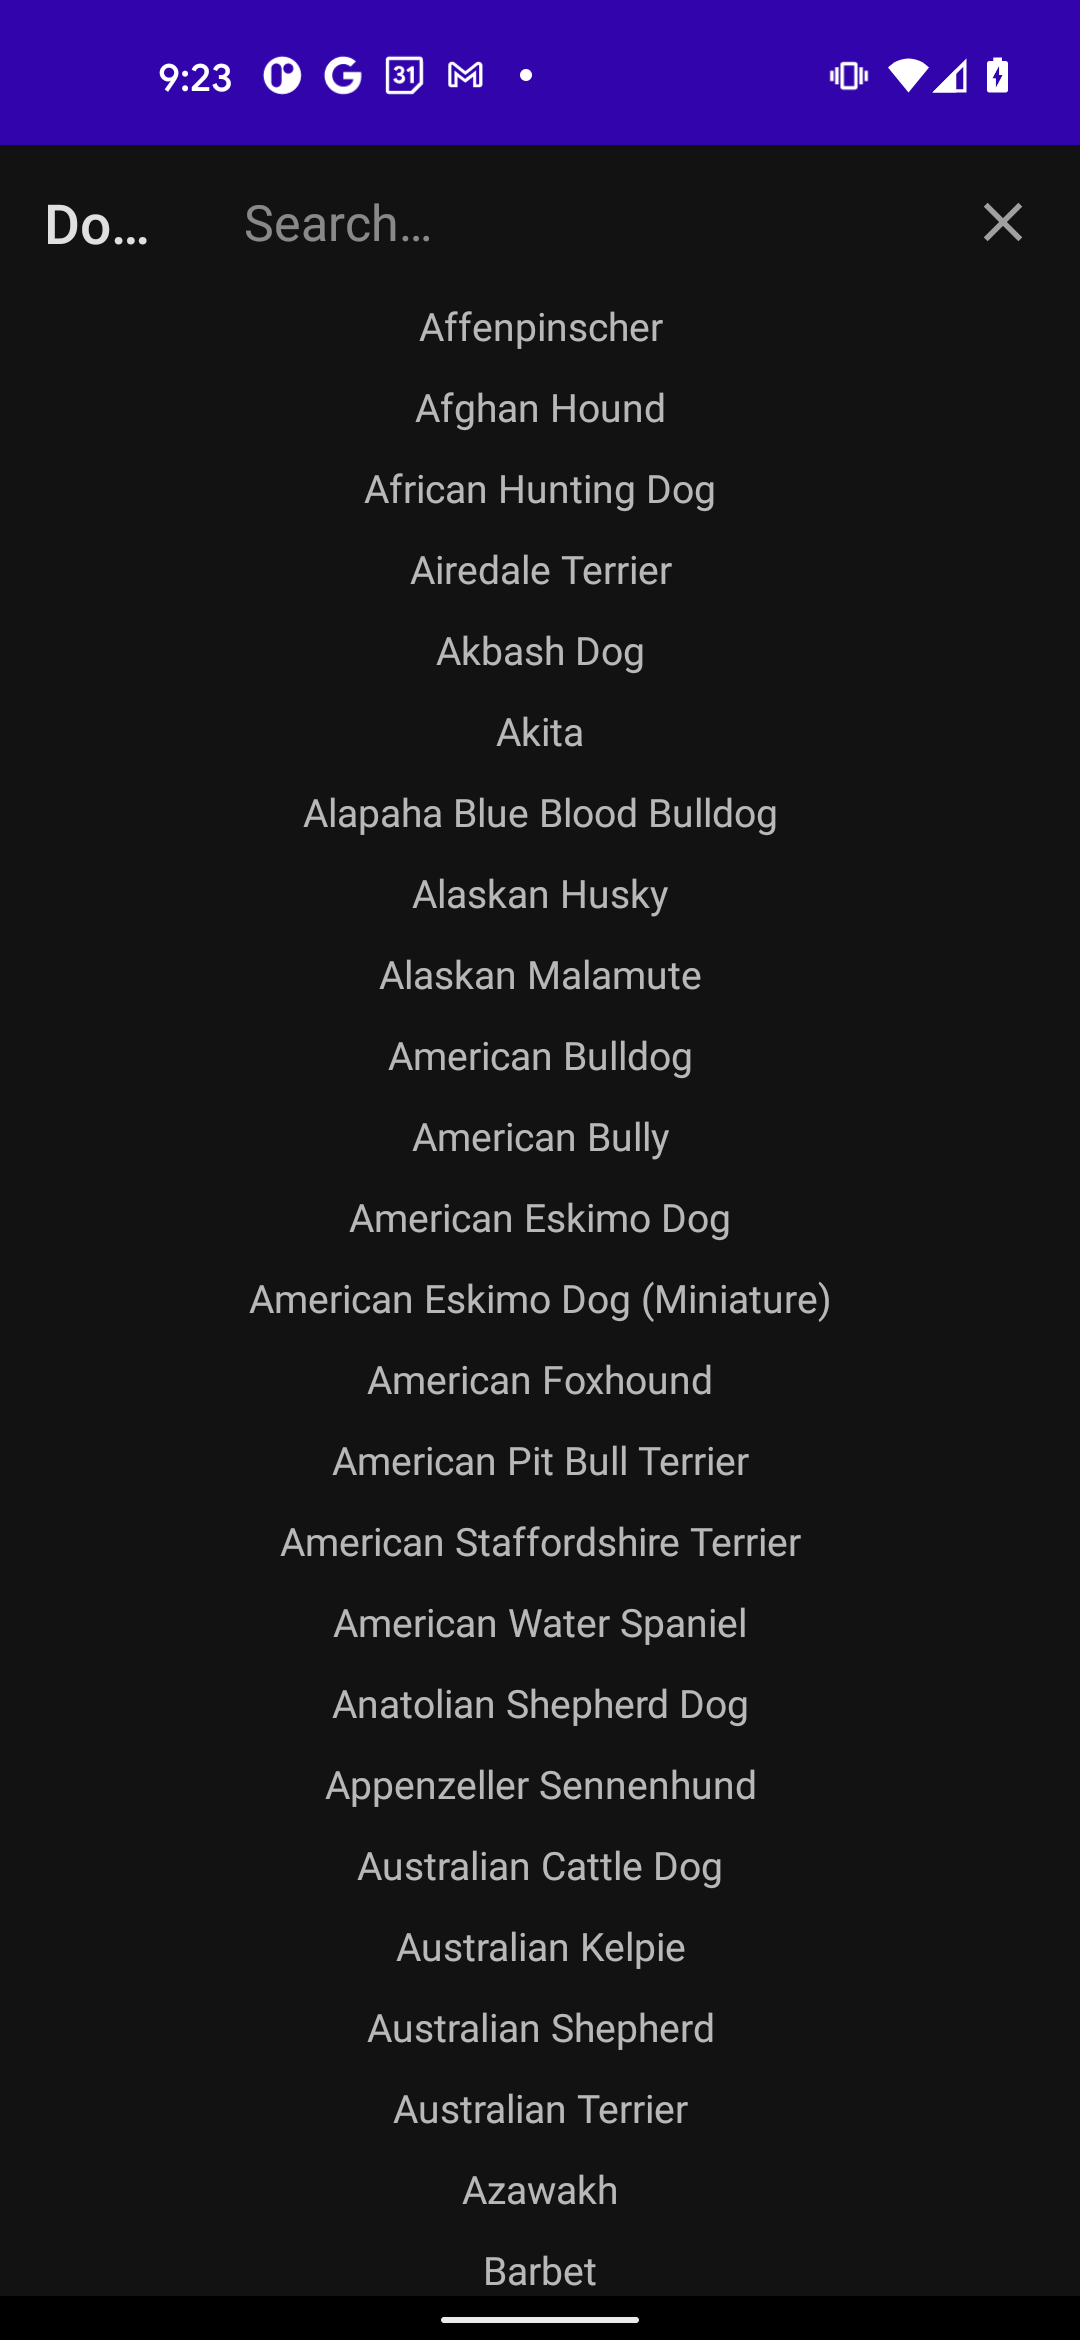 9:23
31
Do...
Search...
Affenpinscher
Afghan Hound
African Hunting Dog
Airedale Terrier
Akbash Dog
Akita
Alapaha Blue Blood Bulldog
Alaskan Husky
Alaskan Malamute
American Bulldog
American Bully
American Eskimo Dog
American Eskimo Dog (Miniature)
American Foxhound
American Pit Bull Terrier
American Staffordshire Terrier
American Water Spaniel
Anatolian Shepherd Dog
Appenzeller Sennenhund
Australian Cattle Dog
Australian Kelpie
Australian Shepherd
Australian Terrier
Azawakh
Barbet